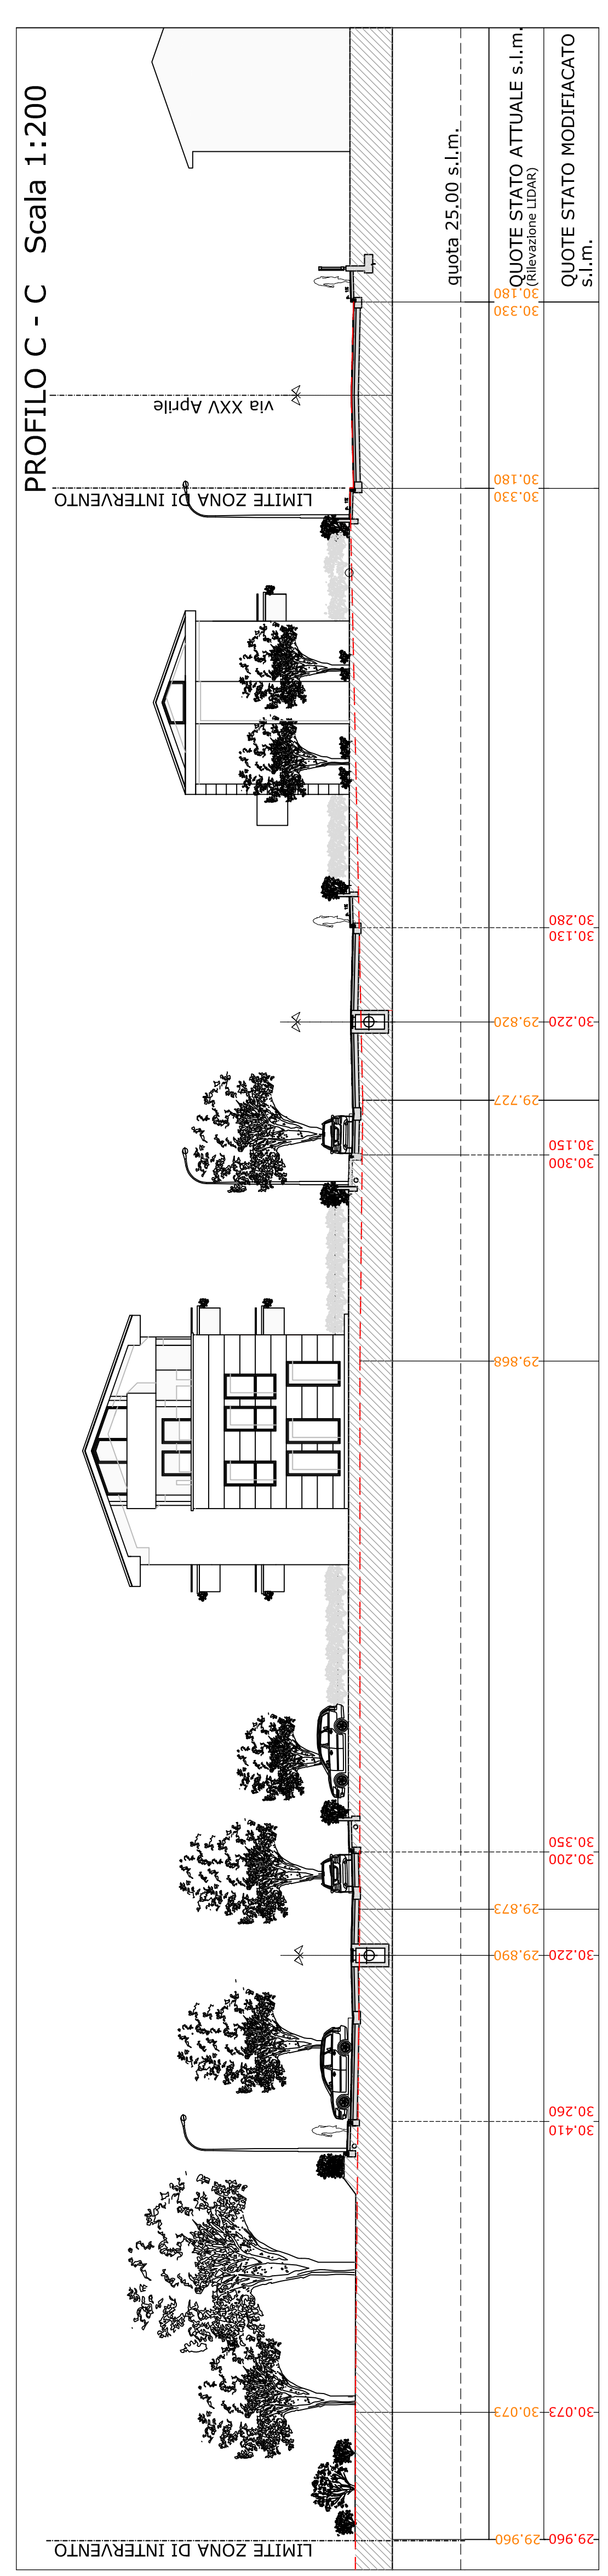 PROFILO C - C Scala 1:200
quota 25.00 s.l.m.
QUOTE STATO ATTUALE s.l.m.
(Rilevazione LIDAR)
QUOTE STATO MODIFIACATO
s.l.m.
30.180
30.330
via XXV Aprile
30.180
30.330
LIMITE ZONA DI INTERVENTO
30.280
30.130
29.820
30.220
29.727
30.150
30.300
29.868
30.350
30.200
29.873
29.890
30.220
30.260
30.410
30.073
30.073
29.960
29.960
LIMITE ZONA DI INTERVENTO